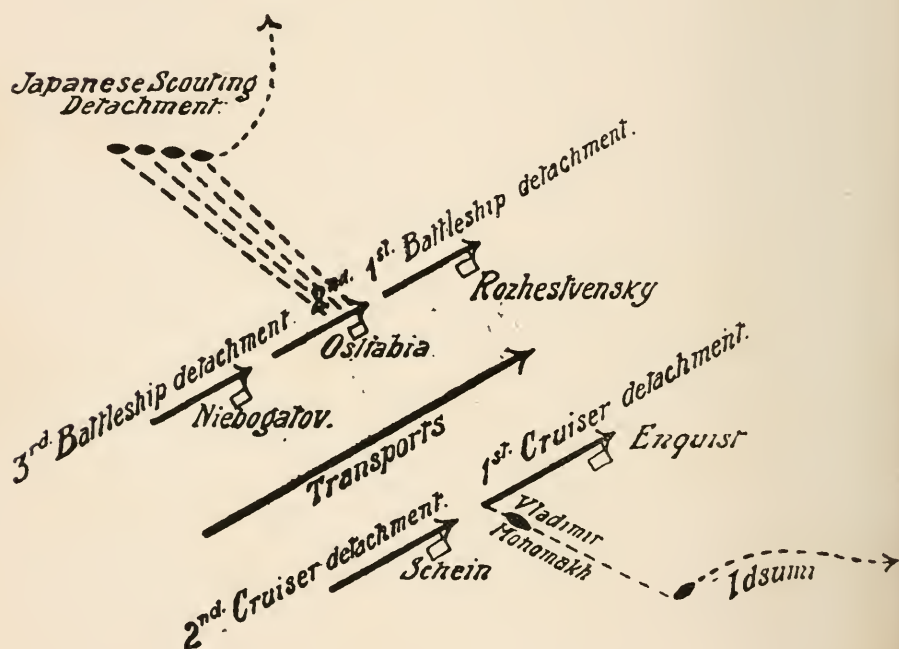 Japanese Scouting
Detachment.
1st. Battleship detachment.
Rozhestvensky
2nd.
Osliabia
3rd. Battleship detachment.
Niebogatov.
Transports
1st. Cruiser detachment.
Enquist
Vladimir
Monomakh
2nd. Cruiser detachment.
Schein
Idsumi